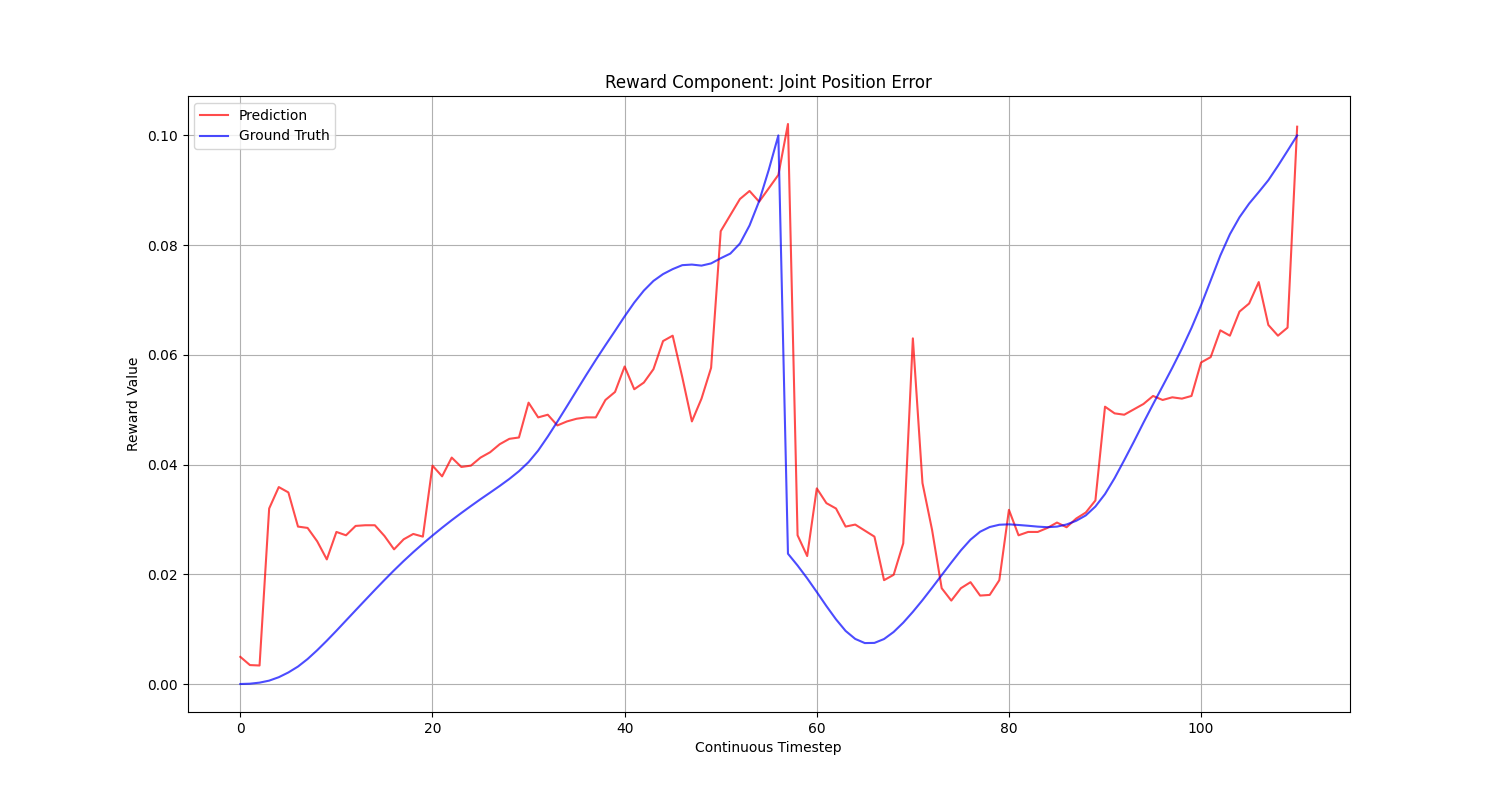 Reward Component: Joint Position Error
Prediction
Ground Truth
0.10
0.08
0.06
0.04
0.02
0.00
Reward Value
0 20 40 60 80 100
Continuous Timestep